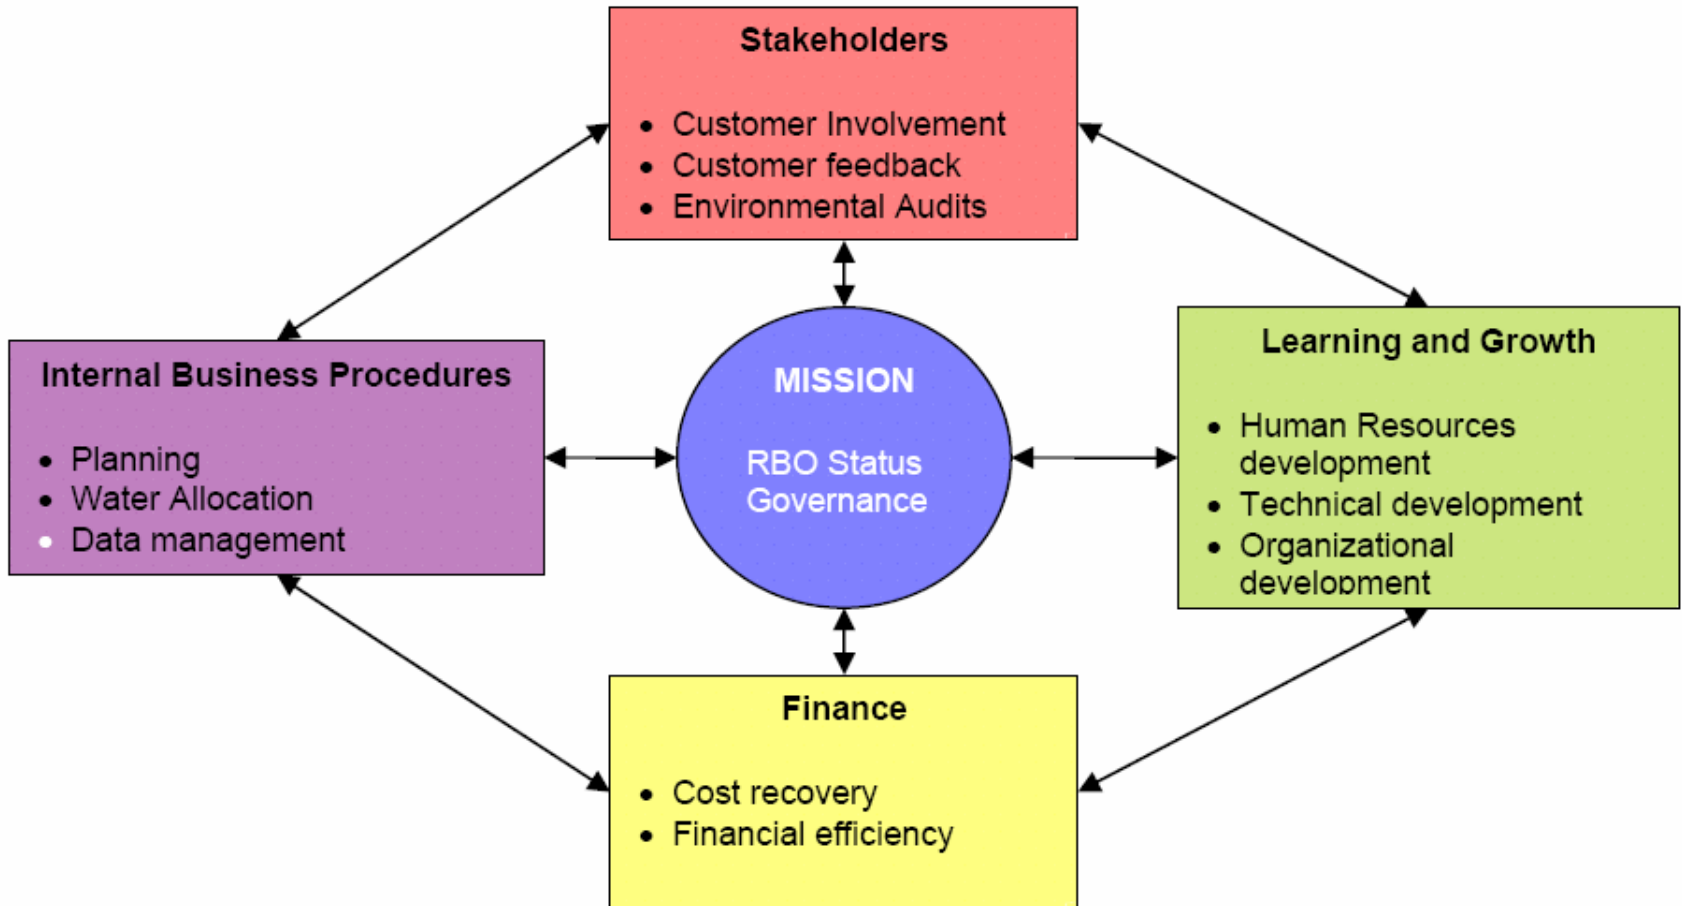 Stakeholders
• Customer Involvement
• Customer feedback
• Environmental Audits
Internal Business Procedures
• Planning
• Water Allocation
• Data management
MISSION
RBO Status
Governance
Learning and Growth
• Human Resources
development
• Technical development
• Organizational
development
Finance
• Cost recovery
• Financial efficiency